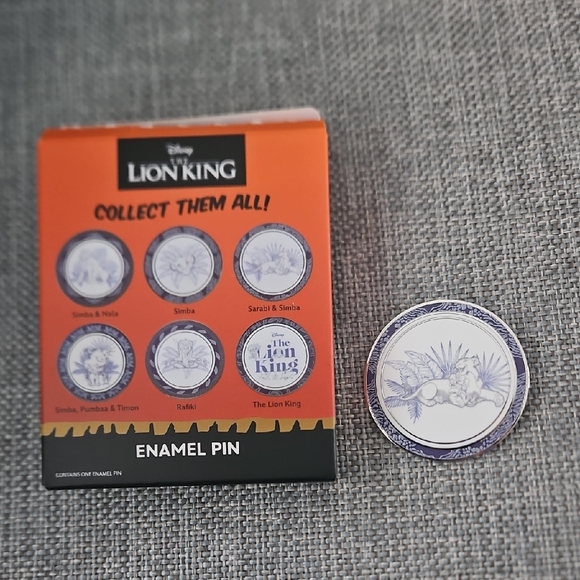 Disney
THE
LION KING
COLLECT THEM ALL!
Simba & Nala
Simba
Sarabi & Simba
Simba, Pumbaa & Timon
Rafiki
Disney
The
Lion
King
The Lion King
ENAMEL PIN
CONTAINS ONE ENAMEL PIN